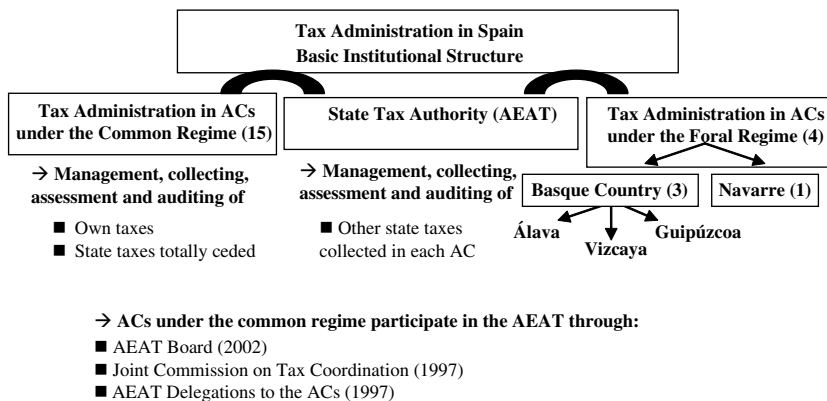 Tax Administration in Spain
Basic Institutional Structure
Tax Administration in ACs
under the Common Regime (15)
State Tax Authority (AEAT)
Tax Administration in ACs
under the Foral Regime (4)
→ Management, collecting,
assessment and auditing of
■ Own taxes
■ State taxes totally ceded
→ Management, collecting,
assessment and auditing of
■ Other state taxes
collected in each AC
Basque Country (3)
Navarre (1)
Álava
Vizcaya
Guipúzcoa
→ ACs under the common regime participate in the AEAT through:
■ AEAT Board (2002)
■ Joint Commission on Tax Coordination (1997)
■ AEAT Delegations to the ACs (1997)